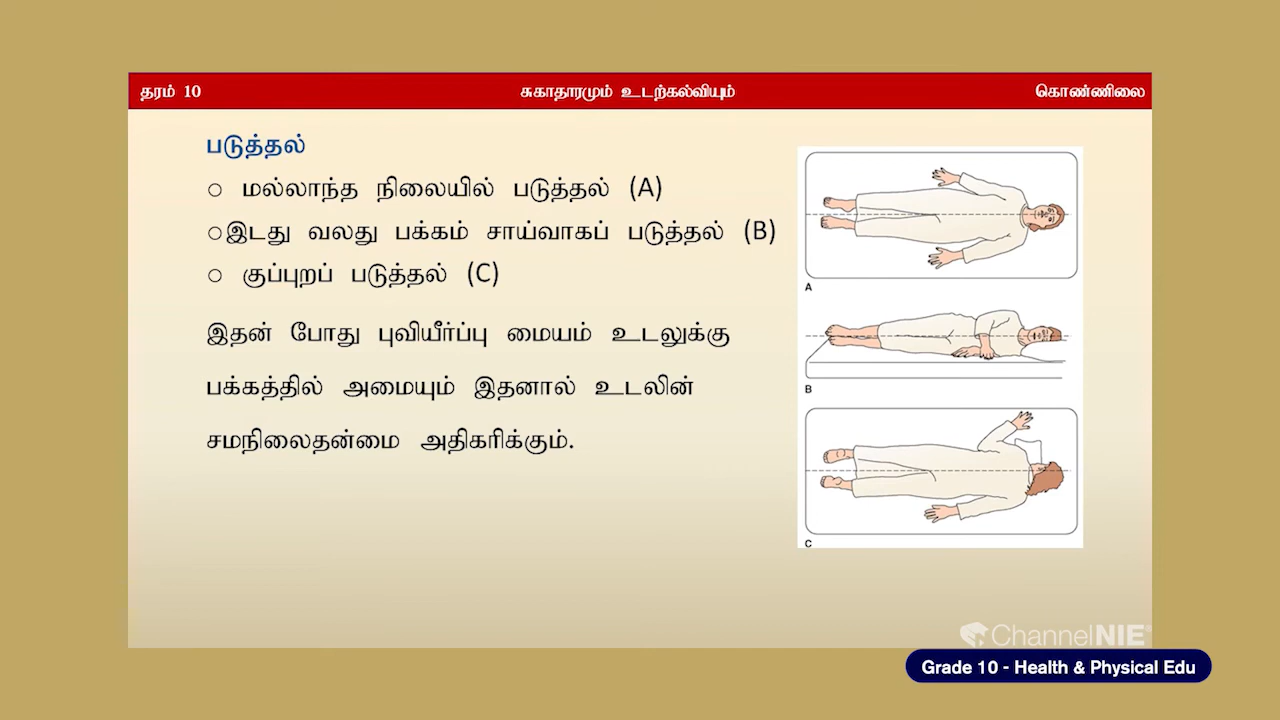 தரம் 10
சுகாதாரமும் உடற்கல்வியும்
கொண்ணிலை
படுத்தல்
○ மல்லாந்த நிலையில் படுத்தல் (A)
○ இடது வலது பக்கம் சாய்வாகப் படுத்தல் (B)
○ குப்புறப் படுத்தல் (C)
இதன் போது புவியீர்ப்பு மையம் உடலுக்கு
பக்கத்தில் அமையும் இதனால் உடலின்
சமநிலைதன்மை அதிகரிக்கும்.
A
B
C
ChannelNIE
Grade 10 - Health & Physical Edu